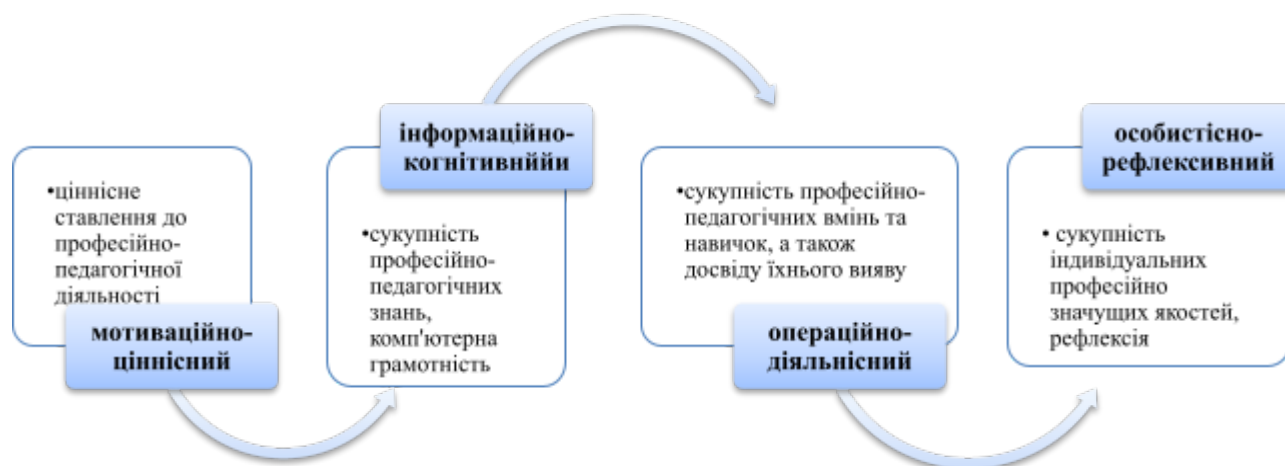 •ціннісне
ставлення до
професійно-
педагогічної
діяльності
мотиваційно-
ціннісний
інформаційно-
когнітивнййи
•сукупність
професійно-
педагогічних
знань,
комп'ютерна
грамотність
•сукупність професійно-
педагогічних вмінь та
навичок, а також
досвіду їхнього вияву
операційно-
діяльнісний
особистісно-
рефлексивний
• сукупність
індивідуальних
професійно
значущих якостей,
рефлексія